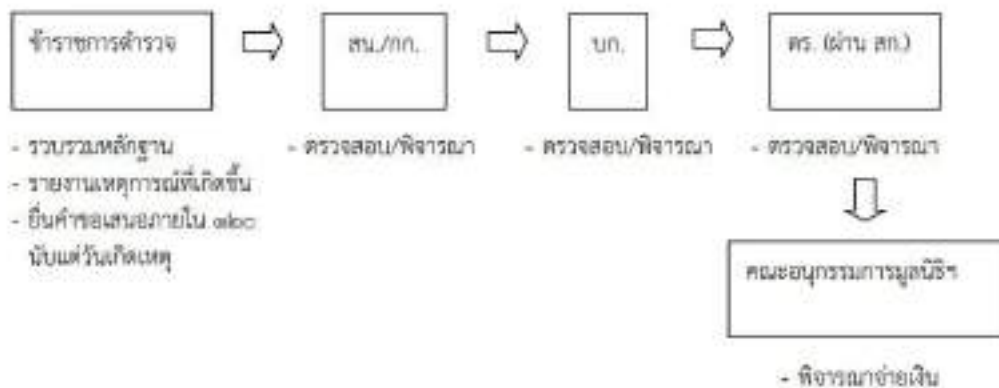 ข้าราชการตำรวจ
สน./กก.
บก.
ตร. (ผ่าน สก.)
- รวบรวมหลักฐาน
- รายงานเหตุการณ์ที่เกิดขึ้น
- ยื่นคำขอเสนอภายใน
นับแต่วันเกิดเหตุ
- ตรวจสอบ/พิจารณา
- ตรวจสอบ/พิจารณา
- ตรวจสอบ/พิจารณา
คณะอนุกรรมการมูลนิธิฯ
- พิจารณาจ่ายเงิน